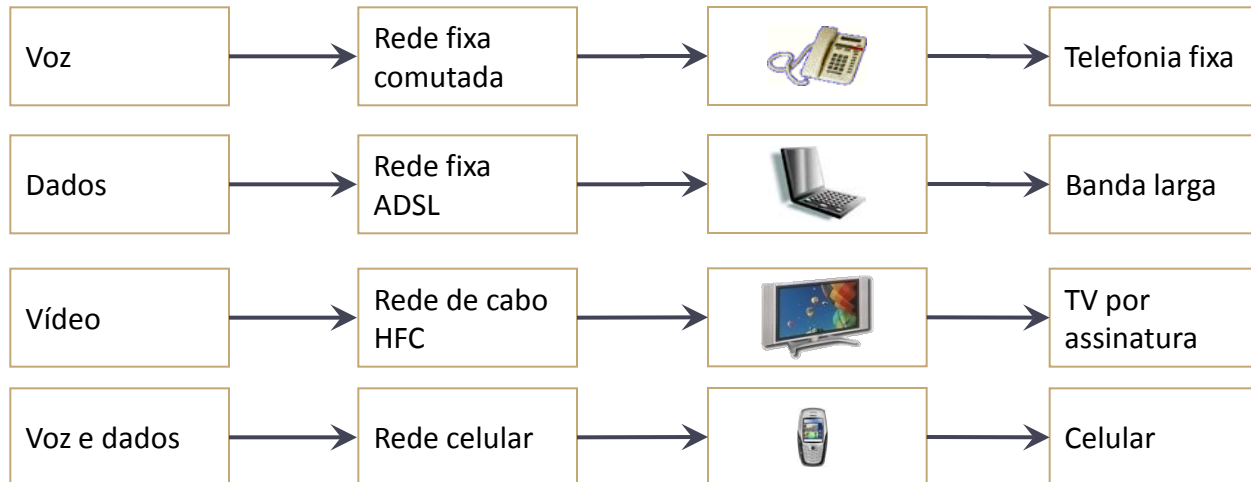 Voz
Rede fixa
comutada
Telefonia fixa
Dados
Rede fixa
ADSL
Banda larga
Vídeo
Rede de cabo
HFC
TV por
assinatura
Voz e dados
Rede celular
Celular